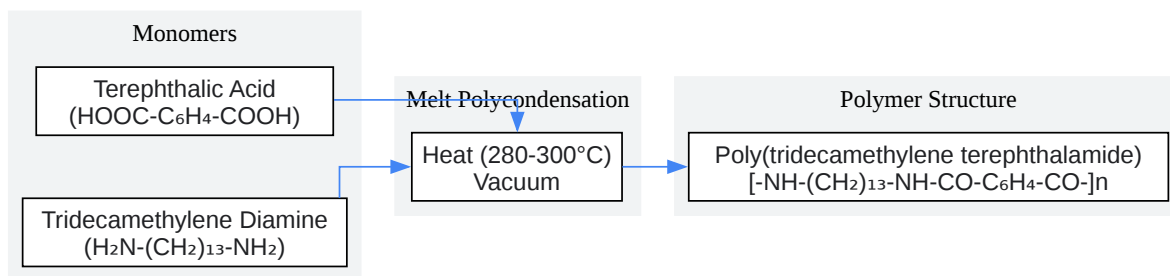 Monomers
Terephthalic Acid
(HOOC-C₆H₄-COOH)
Tridecamethylene Diamine
(H₂N-(CH₂)₁₃-NH₂)
Melt Polycondensation
Heat (280-300°C)
Vacuum
Polymer Structure
Poly(tridecamethylene terephthalamide)
[-NH-(CH₂)₁₃-NH-CO-C₆H₄-CO-]n